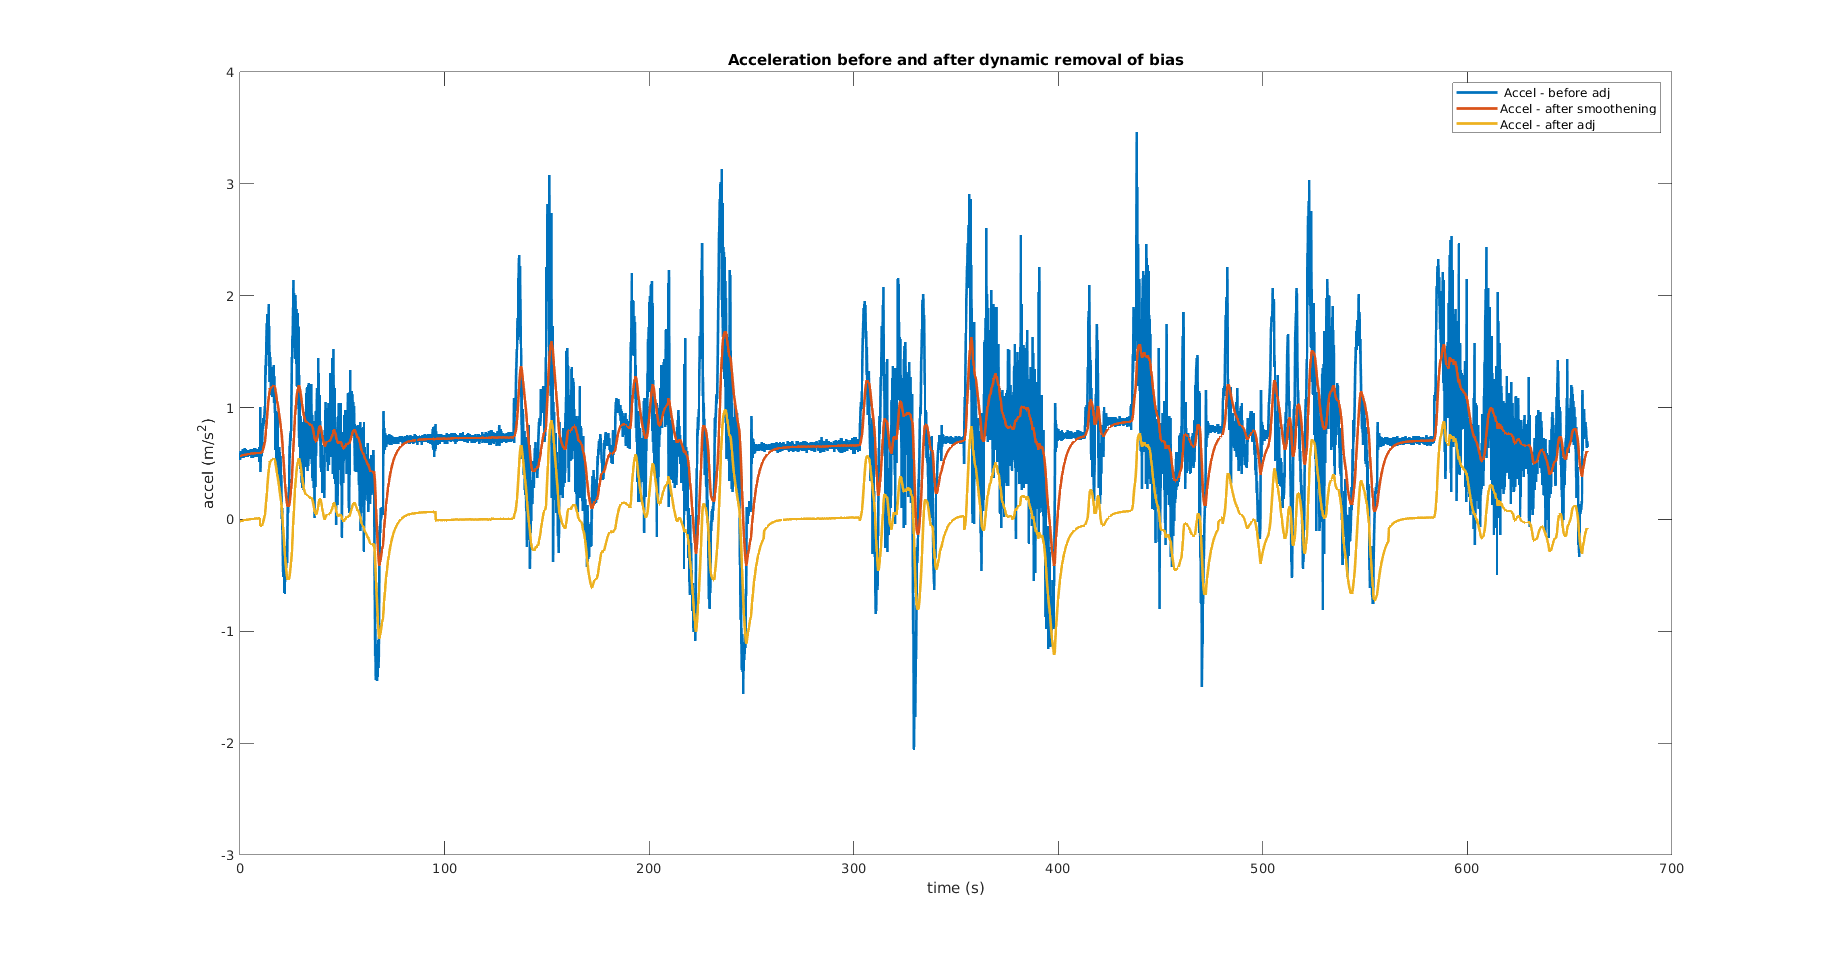 Acceleration before and after dynamic removal of bias
4
3
2
1
0
-1
-2
-3
accel (m/s²)
Accel - before adj
Accel - after smoothening
Accel - after adj
0 100 200 300 400 500 600 700
time (s)